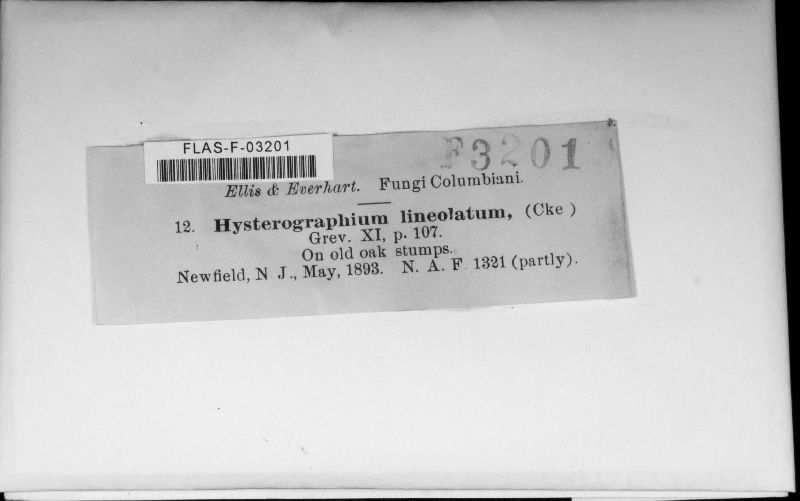 FLAS-F-03201
F3201
Ellis & Everhart. Fungi Columbiani.
12. Hysterographium lineolatum, (Cke )
Grev. XI, p. 107.
On old oak stumps.
Newfield, N J., May, 1893. N. A. F. 1321 (partly).